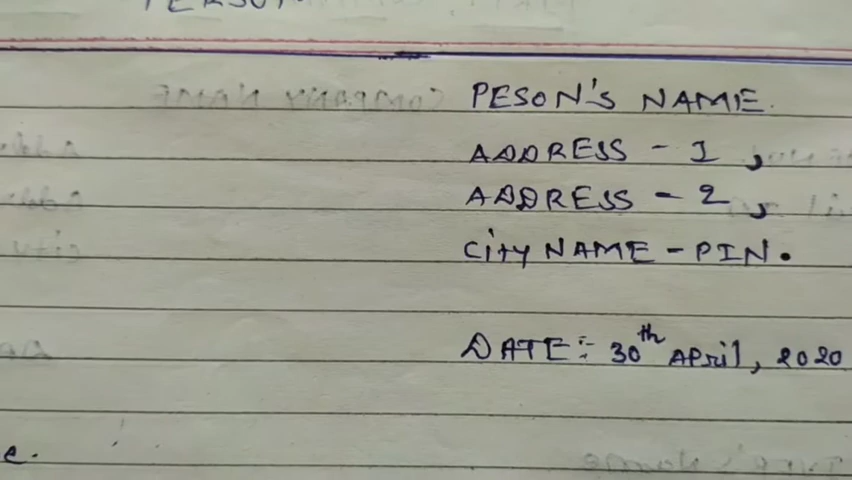 PESON'S NAME.
ADDRESS - 1,
ADDRESS - 2,
City NAME - PIN.
DATE :- 30th April, 2020
e.